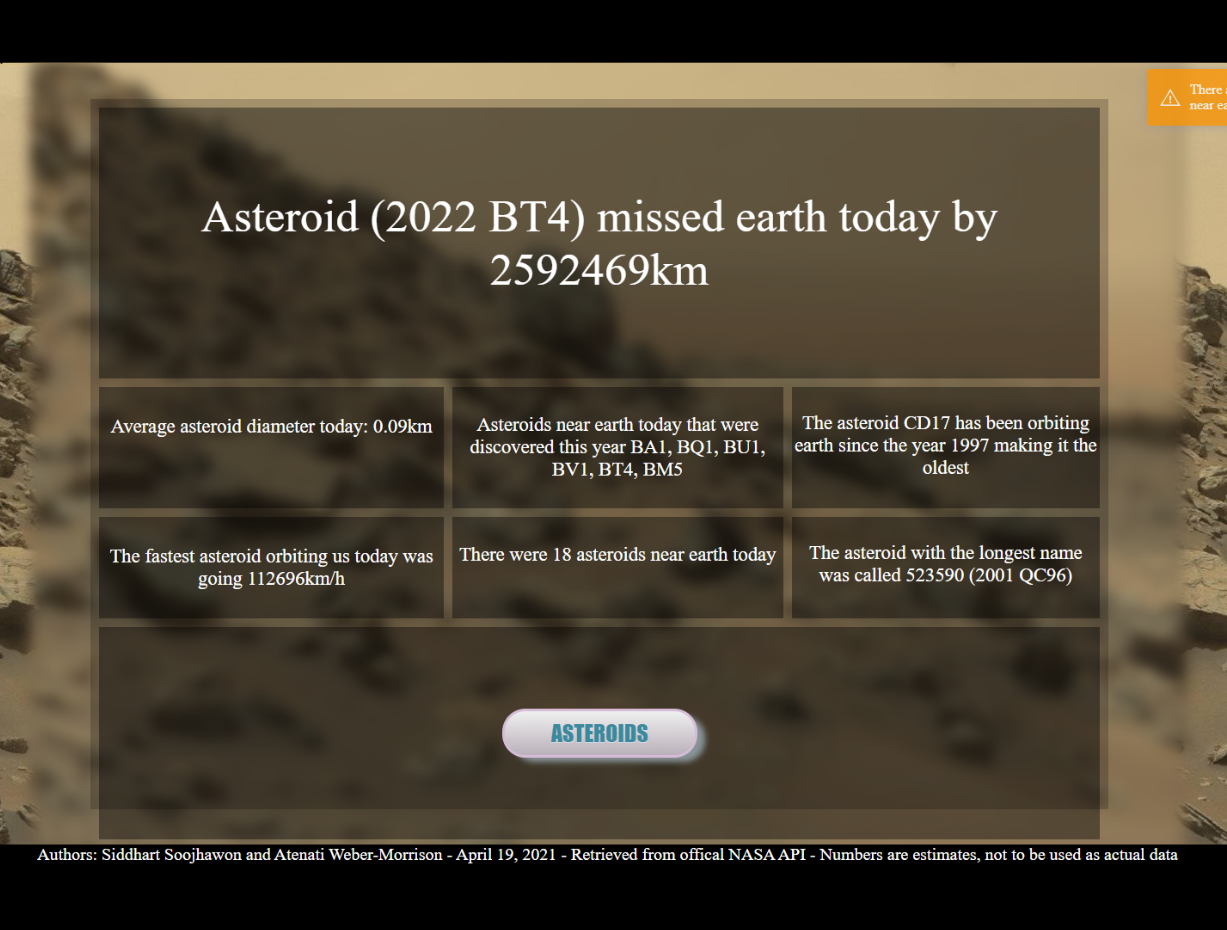 There
near
Asteroid (2022 BT4) missed earth today by
2592469km
Average asteroid diameter today: 0.09km
Asteroids near earth today that were
discovered this year BA1, BQ1, BU1,
BV1, BT4, BM5
The asteroid CD17 has been orbiting
earth since the year 1997 making it the
oldest
The fastest asteroid orbiting us today was
going 112696km/h
There were 18 asteroids near earth today
The asteroid with the longest name
was called 523590 (2001 QC96)
ASTEROIDS
Authors: Siddhart Soojhawon and Atenati Weber-Morrison - April 19, 2021 - Retrieved from offical NASA API - Numbers are estimates, not to be used as actual data